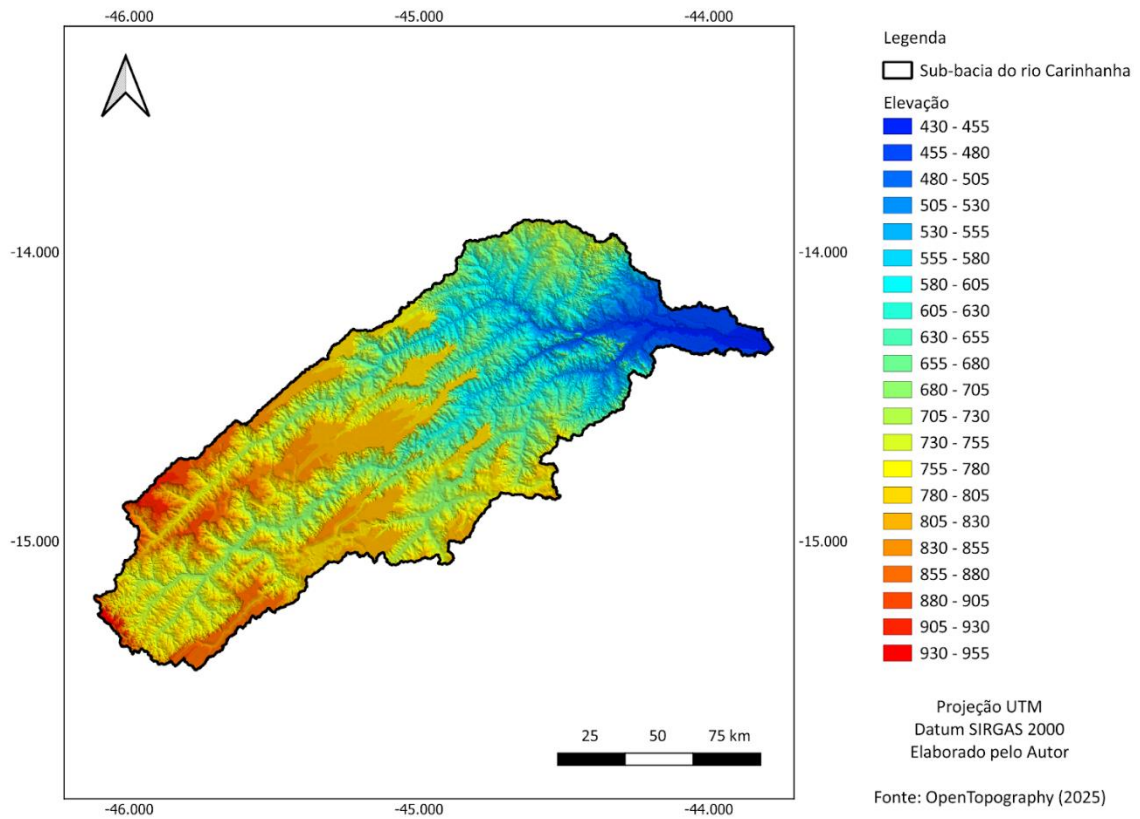 -46.000
-45.000
-44.000
-14.000
-14.000
-15.000
-15.000
-46.000
-45.000
-44.000
25
50
75 km
Legenda
Sub-bacia do rio Carinhanha
Elevação
430 - 455
455 - 480
480 - 505
505 - 530
530 - 555
555 - 580
580 - 605
605 - 630
630 - 655
655 - 680
680 - 705
705 - 730
730 - 755
755 - 780
780 - 805
805 - 830
830 - 855
855 - 880
880 - 905
905 - 930
930 - 955
Projeção UTM
Datum SIRGAS 2000
Elaborado pelo Autor
Fonte: OpenTopography (2025)